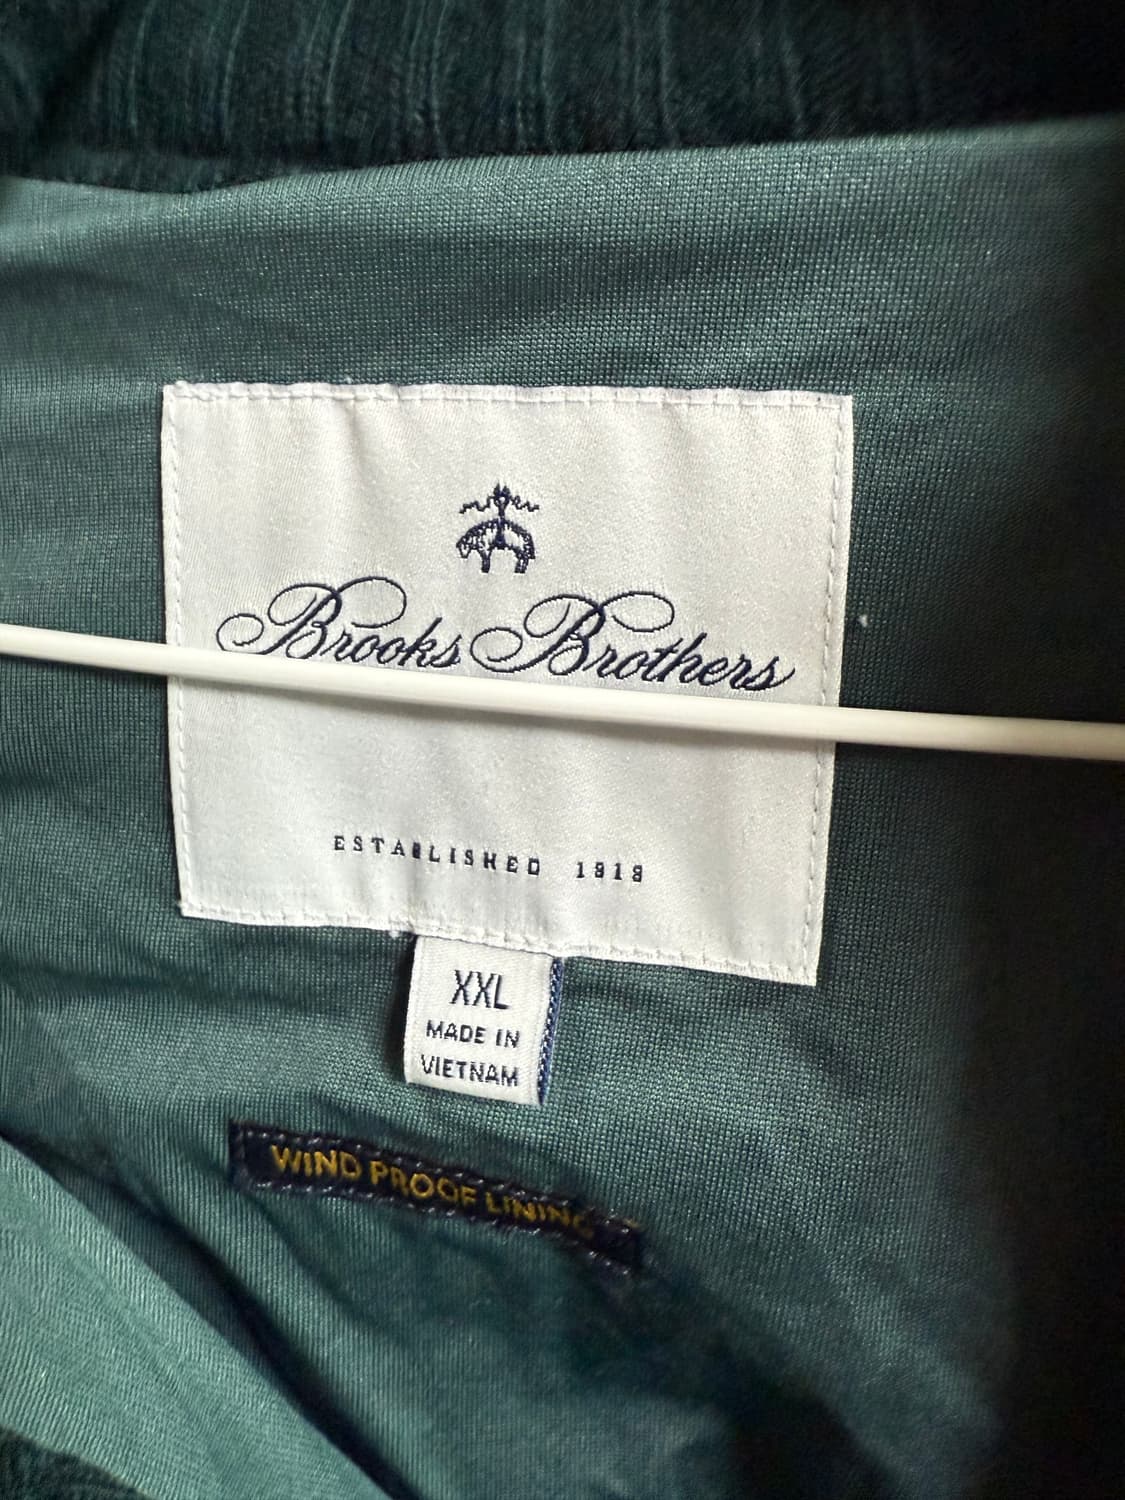 Brooks Brothers
ESTABLISHED 1818
XXL
MADE IN
VIETNAM
WIND PROOF LINING